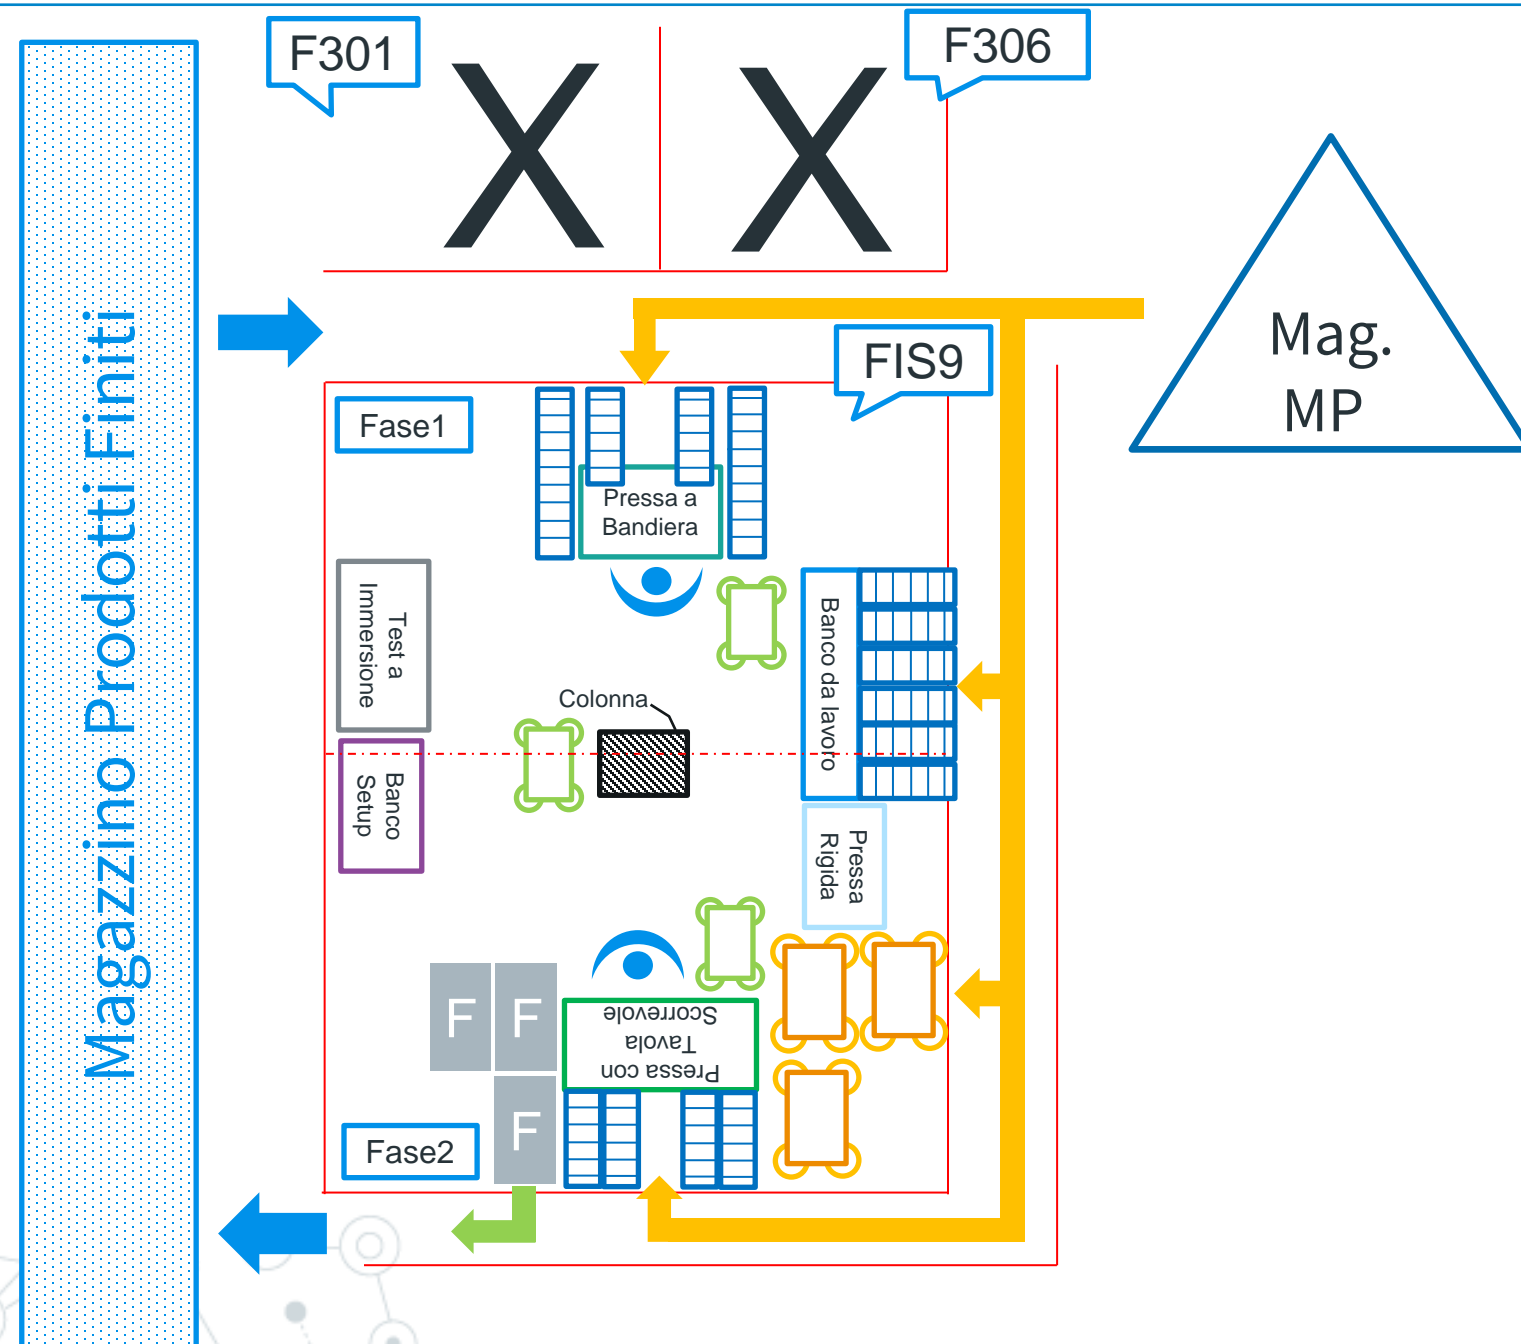 F301
F306
X
X
Mag.
MP
FIS9
Fase1
Pressa a
Bandiera
Test a
Immersione
Banco da lavoro
Colonna
Banco
Setup
Pressa
Rigida
Magazzino Prodotti Finiti
F
F
F
Pressa con
Tavola
Scorrevole
Fase2